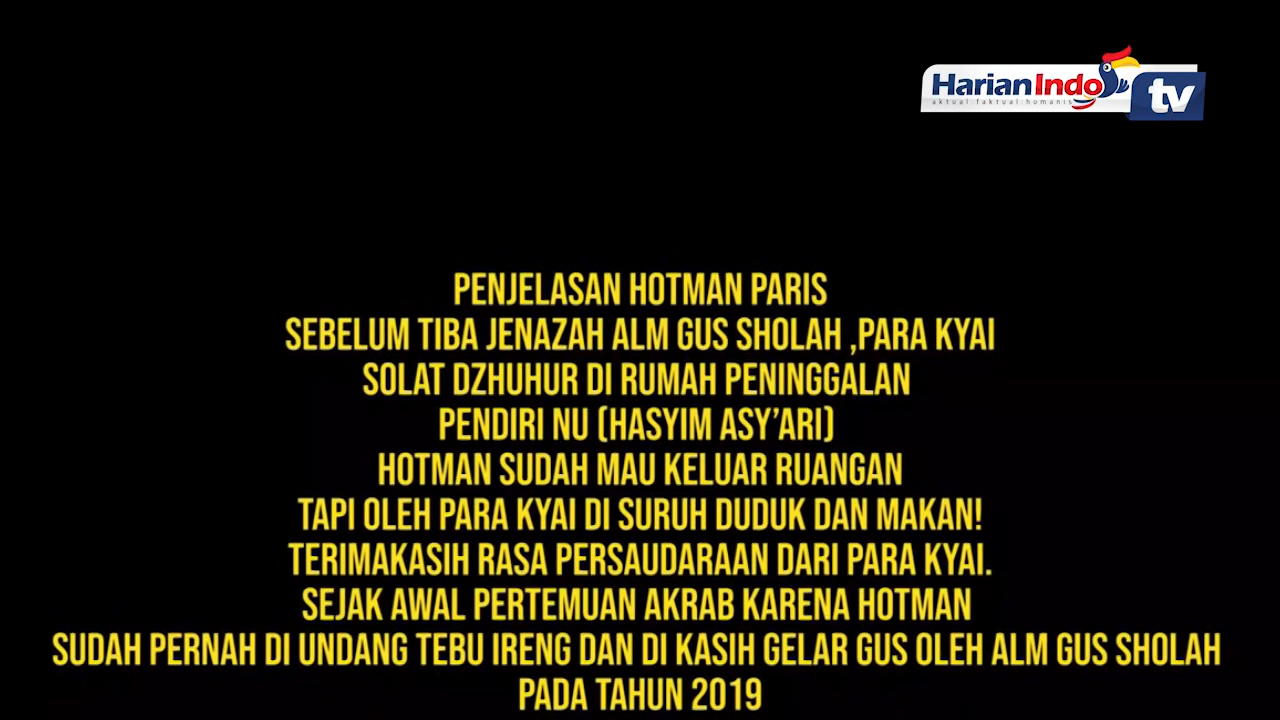 HarianIndo
tv
aktual faktual humanis
PENJELASAN HOTMAN PARIS
SEBELUM TIBA JENAZAH ALM GUS SHOLAH ,PARA KYAI
SOLAT DZHUHUR DI RUMAH PENINGGALAN
PENDIRI NU (HASYIM ASY'ARI)
HOTMAN SUDAH MAU KELUAR RUANGAN
TAPI OLEH PARA KYAI DI SURUH DUDUK DAN MAKAN!
TERIMAKASIH RASA PERSAUDARAAN DARI PARA KYAI.
SEJAK AWAL PERTEMUAN AKRAB KARENA HOTMAN
SUDAH PERNAH DI UNDANG TEBU IRENG DAN DI KASIH GELAR GUS OLEH ALM GUS SHOLAH
PADA TAHUN 2019